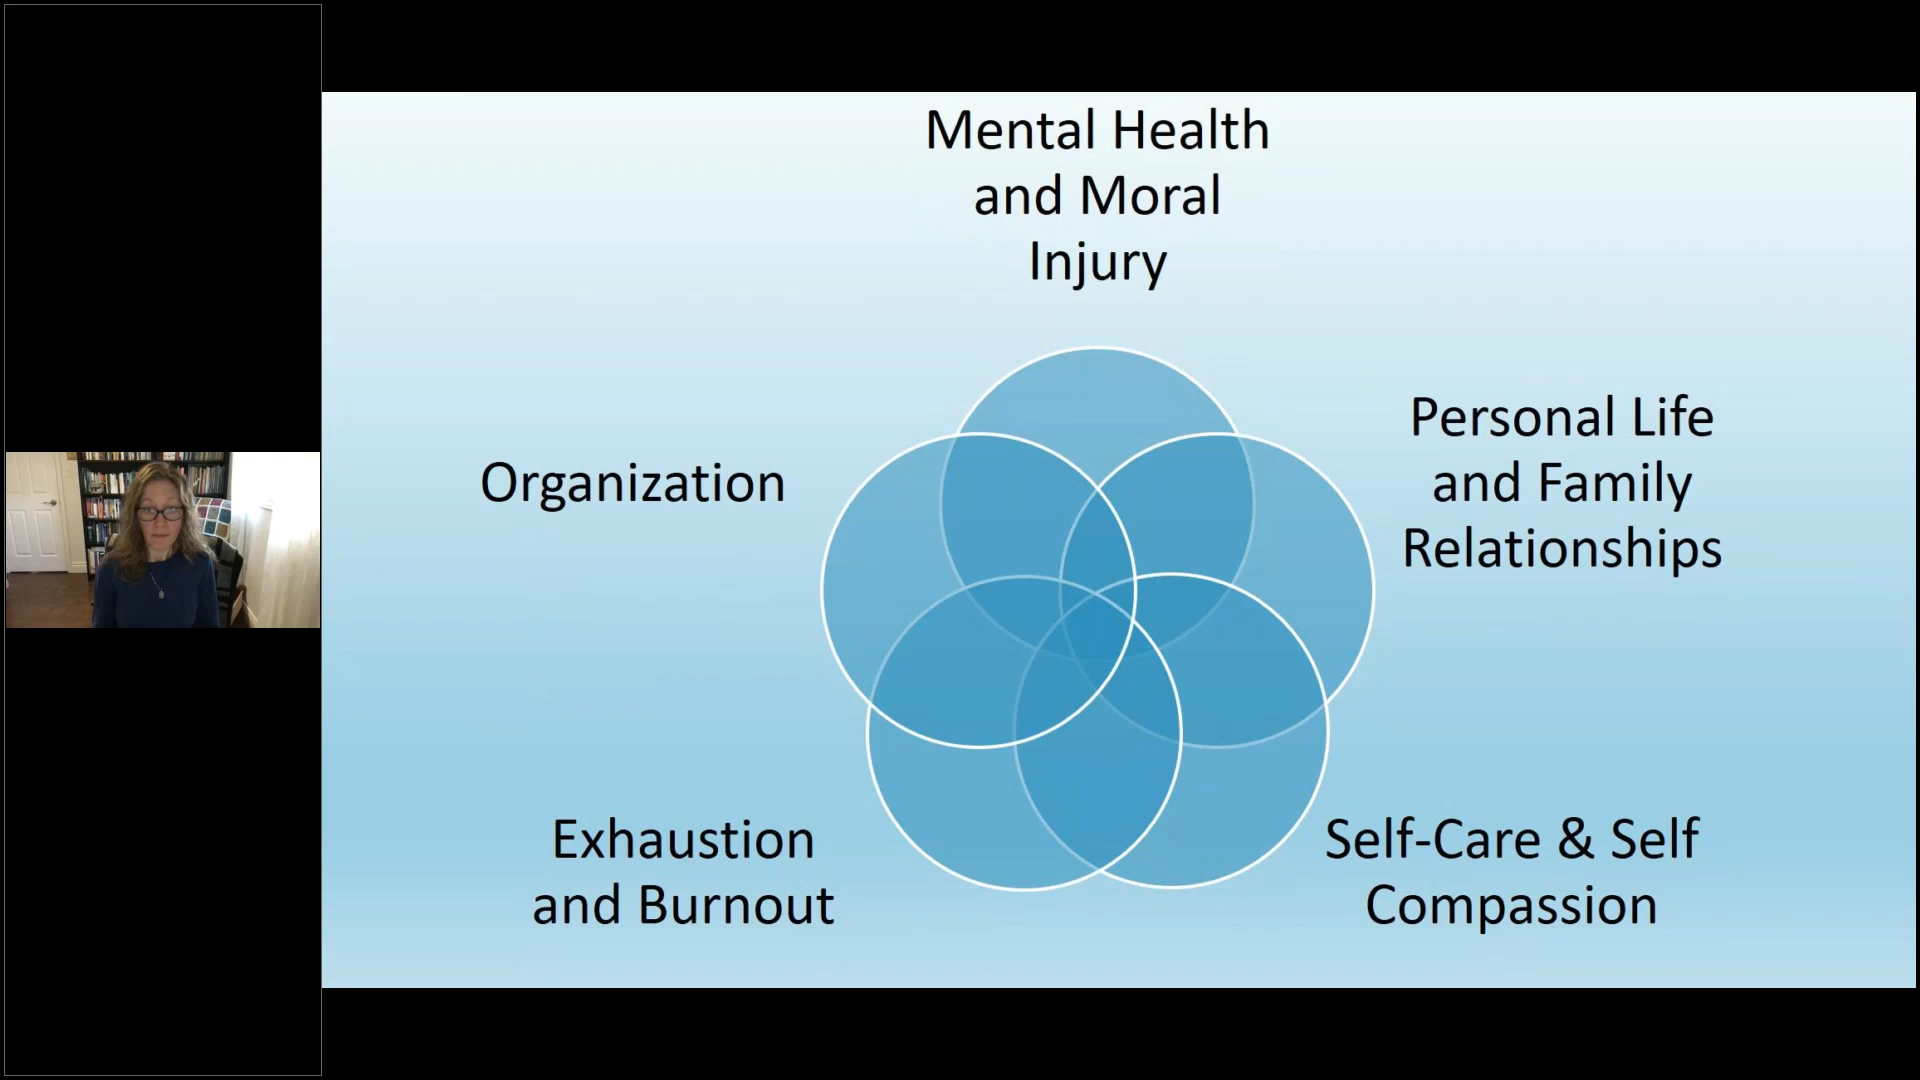 Mental Health
and Moral
Injury
Personal Life
and Family
Relationships
Organization
Exhaustion
and Burnout
Self-Care & Self
Compassion